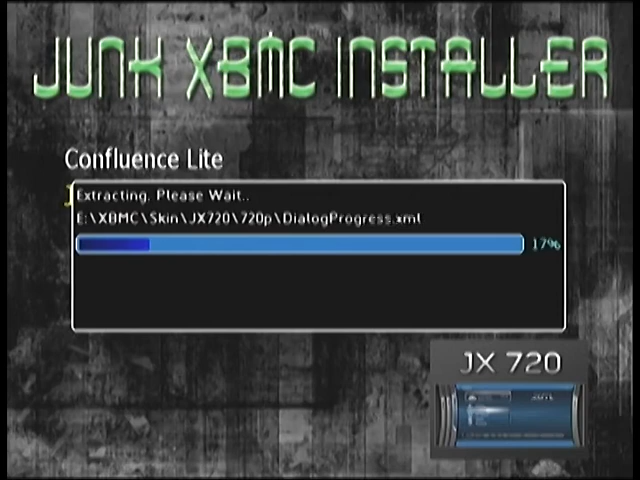 JUNK XBMC INSTALLER
Confluence Lite
Extracting. Please Wait..
E:\XBMC\Skin\JX720\720p\DialogProgress.xml
17%
JX 720